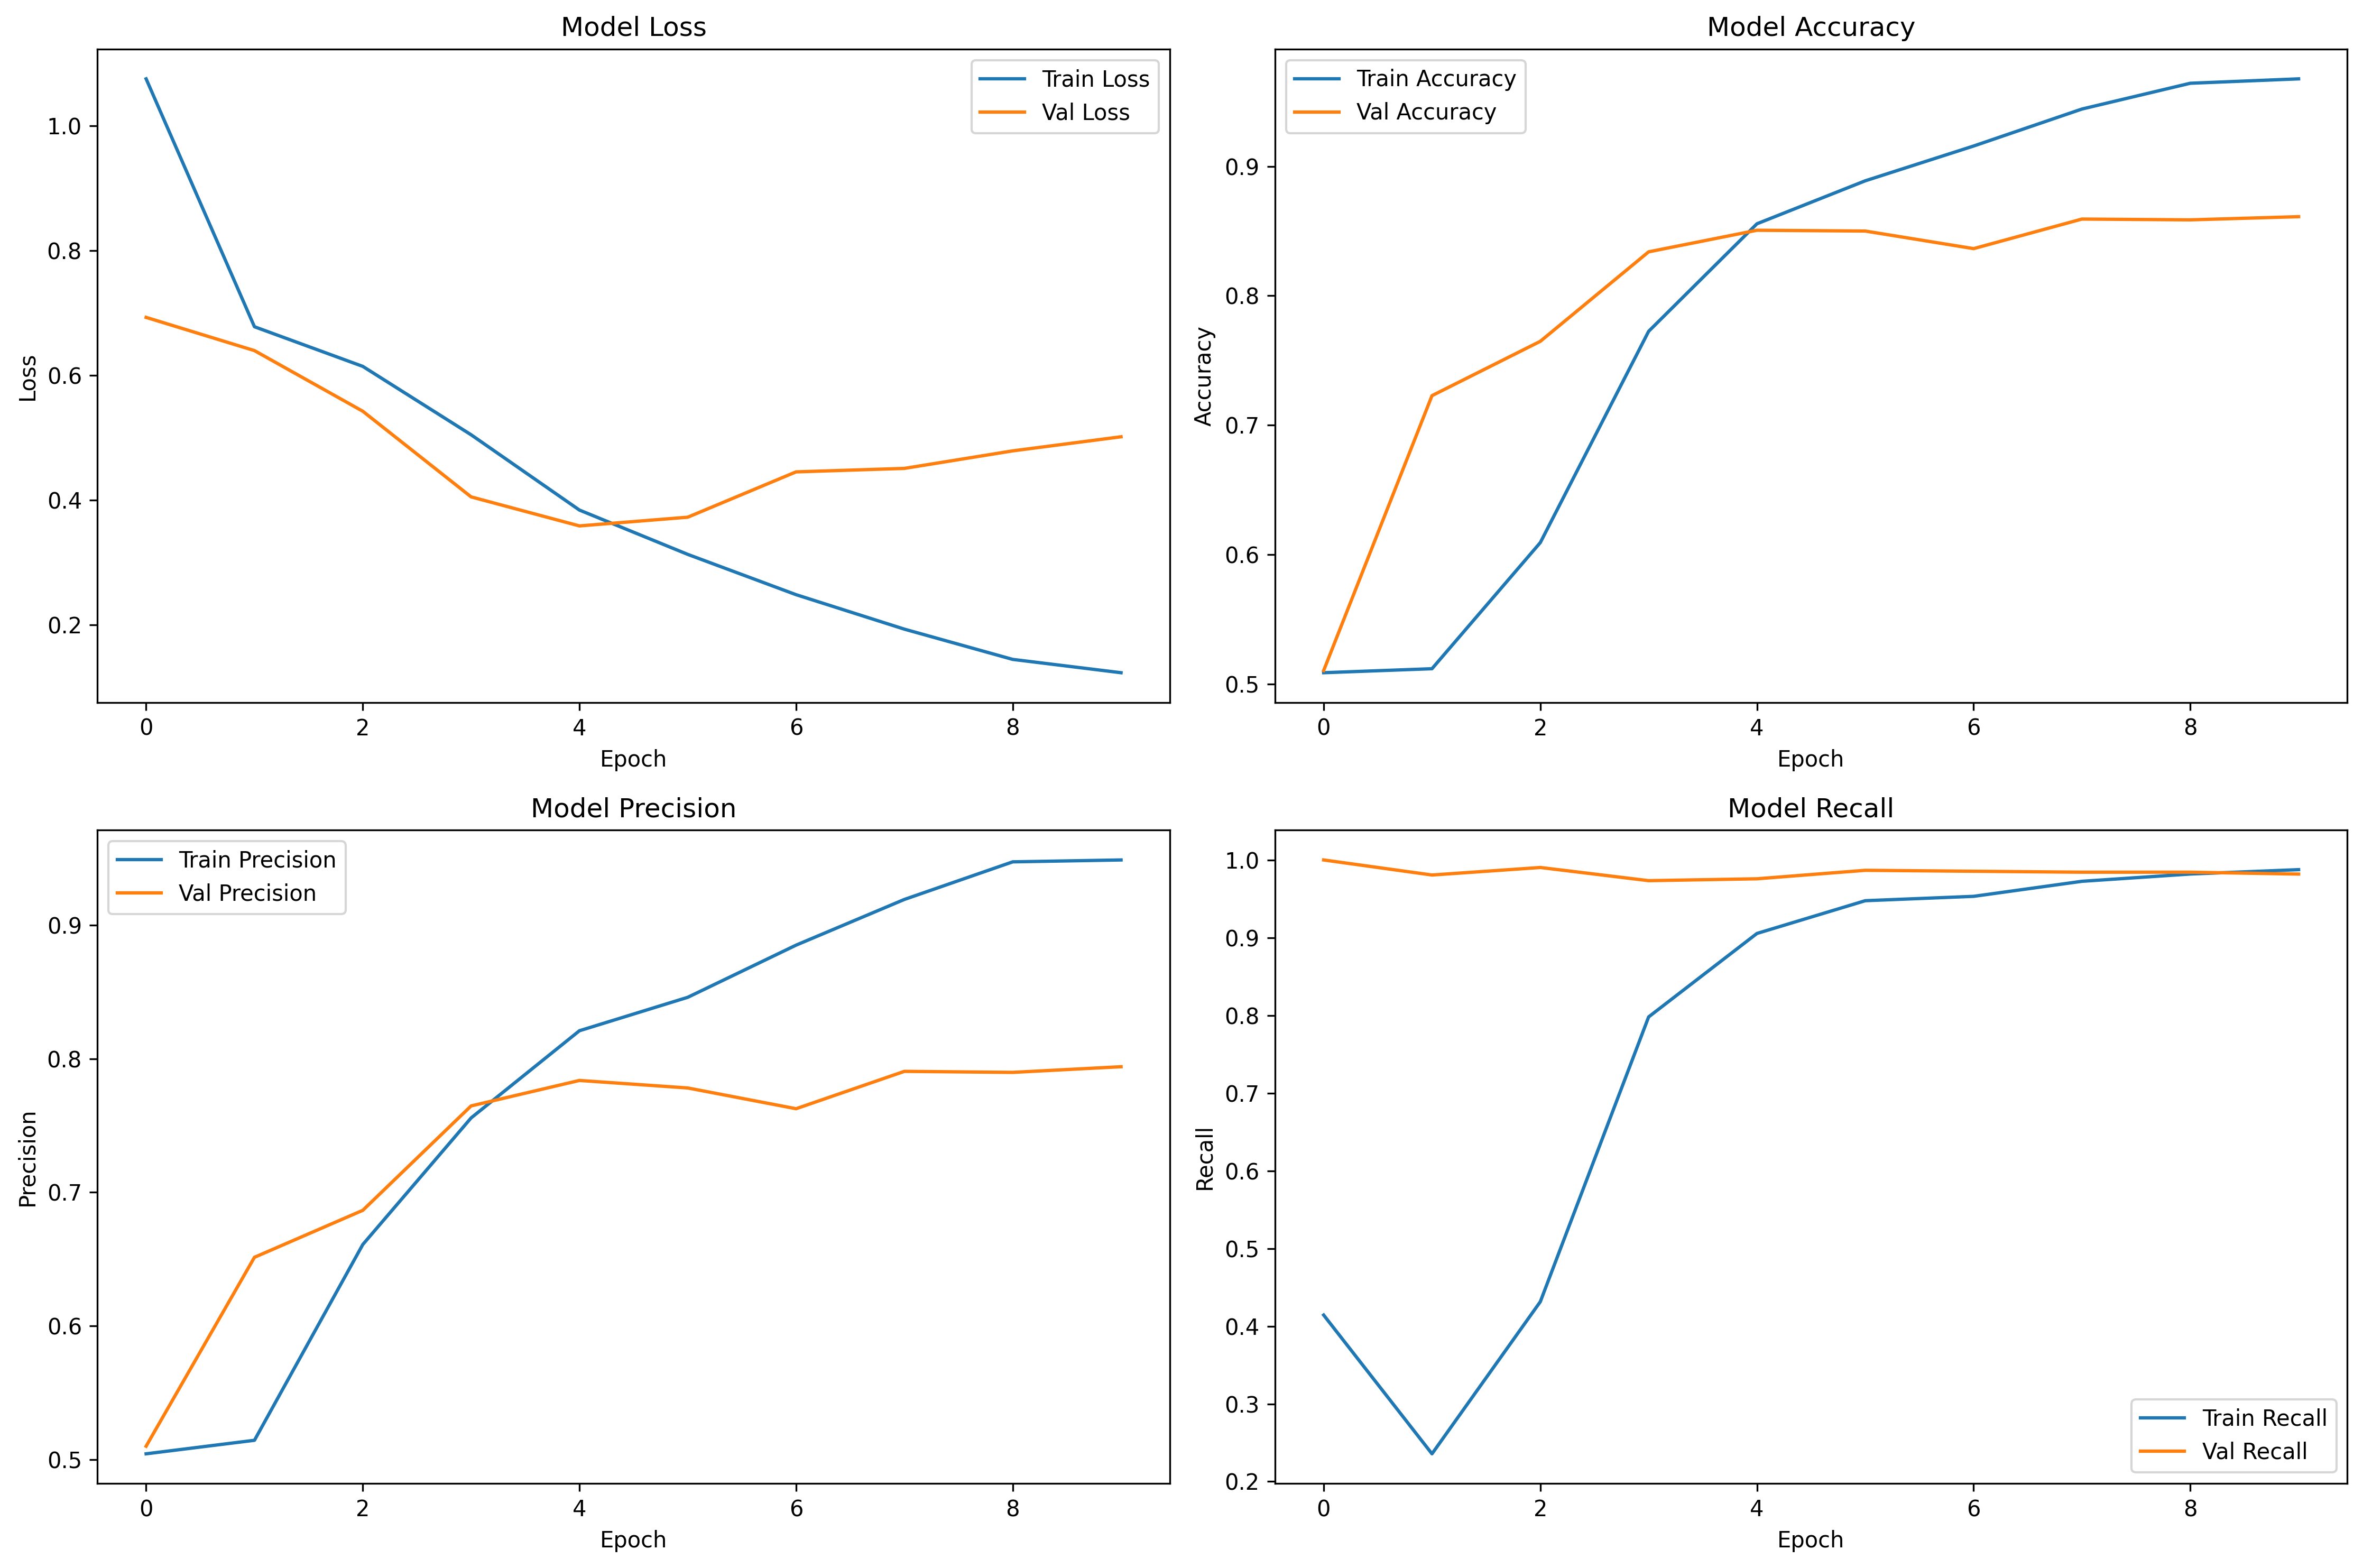 Model Loss
Train Loss
Val Loss
1.0
0.8
0.6
0.4
0.2
Loss
0
2
4
6
8
Epoch
Model Accuracy
Train Accuracy
Val Accuracy
0.9
0.8
0.7
0.6
0.5
Accuracy
0
2
4
6
8
Epoch
Model Precision
Train Precision
Val Precision
0.9
0.8
0.7
0.6
0.5
Precision
0
2
4
6
8
Epoch
Model Recall
1.0
0.9
0.8
0.7
0.6
0.5
0.4
0.3
0.2
Recall
Train Recall
Val Recall
0
2
4
6
8
Epoch